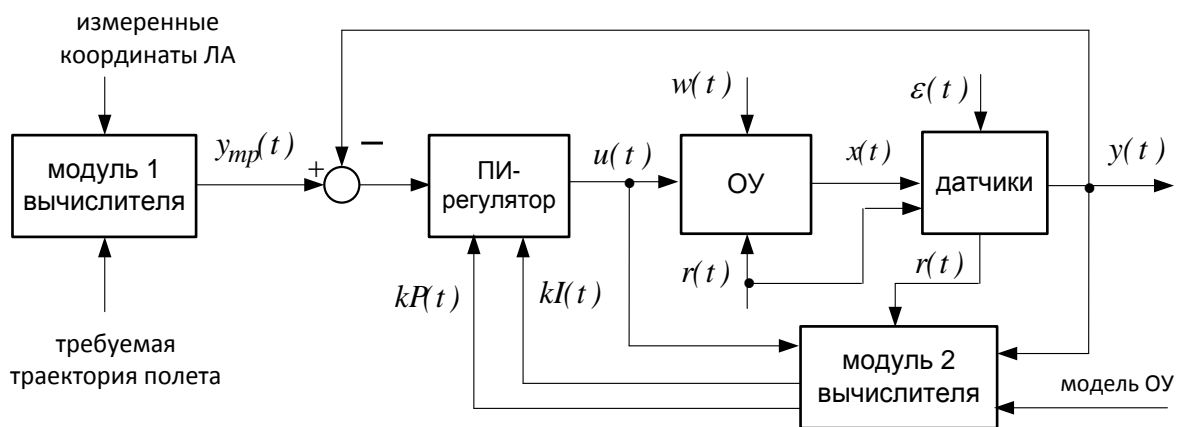 измеренные
координаты ЛА
модуль 1
вычислителя
требуемая
траектория полета
y_mp(t)
+
−
ПИ-
регулятор
u(t)
w(t)
ОУ
r(t)
x(t)
ε(t)
датчики
y(t)
r(t)
kP(t)
kI(t)
модуль 2
вычислителя
модель ОУ